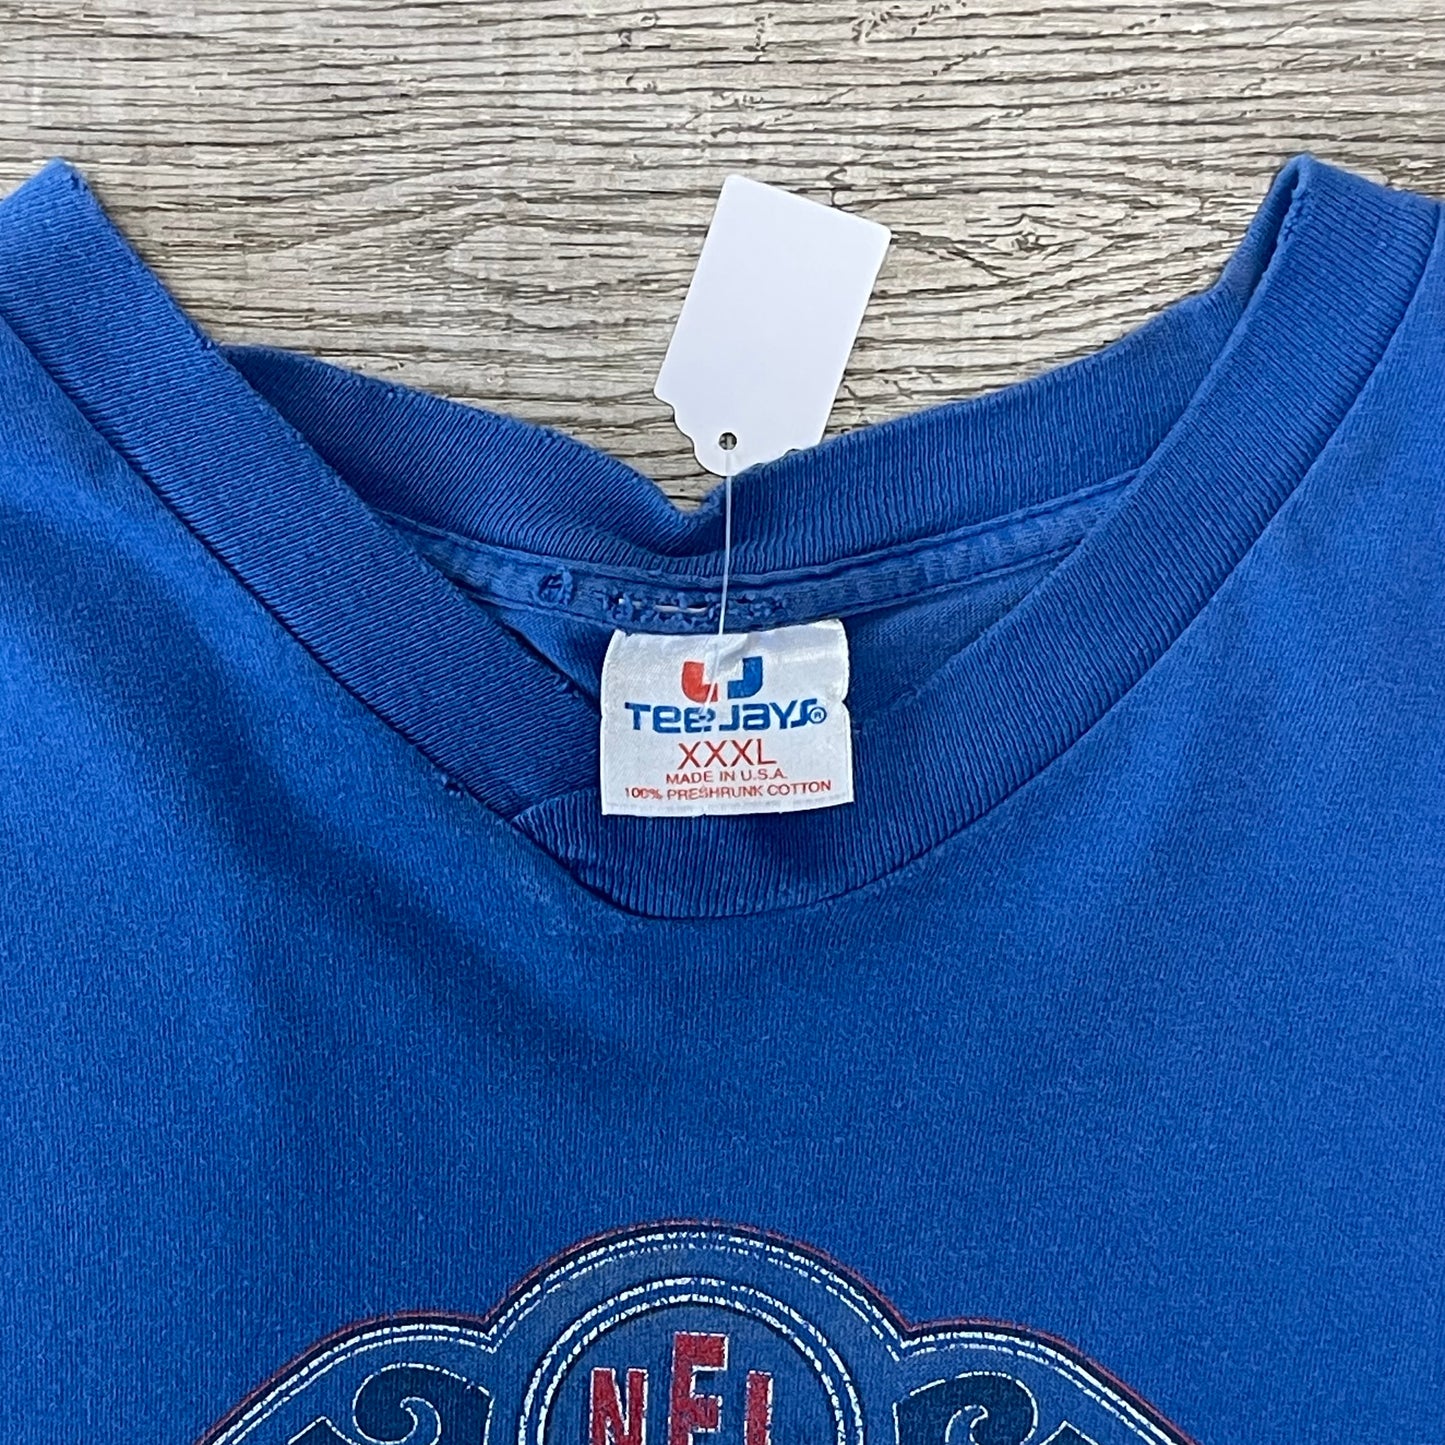 TEEJAYS®
XXXL
MADE IN U.S.A.
100% PRESHRUNK COTTON
NFL